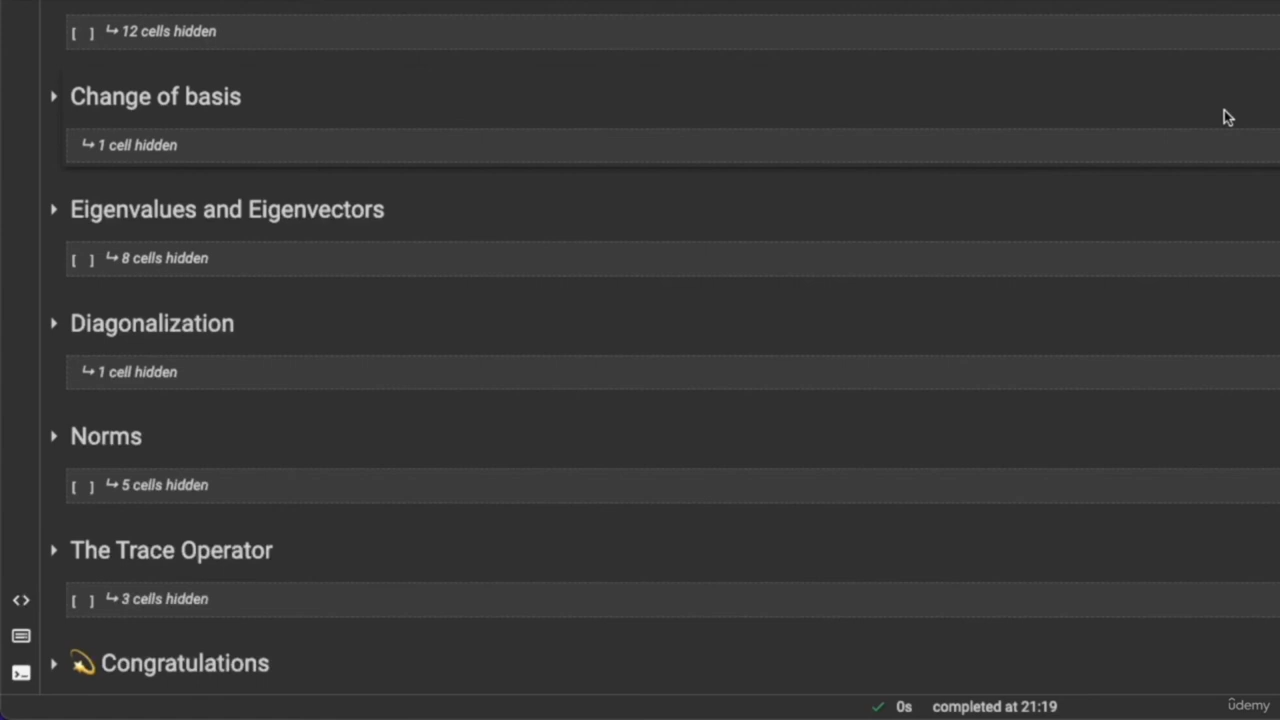 [ ] ↳ 12 cells hidden
Change of basis
↳ 1 cell hidden
Eigenvalues and Eigenvectors
[ ] ↳ 8 cells hidden
Diagonalization
↳ 1 cell hidden
Norms
[ ] ↳ 5 cells hidden
The Trace Operator
[ ] ↳ 3 cells hidden
💫 Congratulations
✓ 0s completed at 21:19
ûdemy